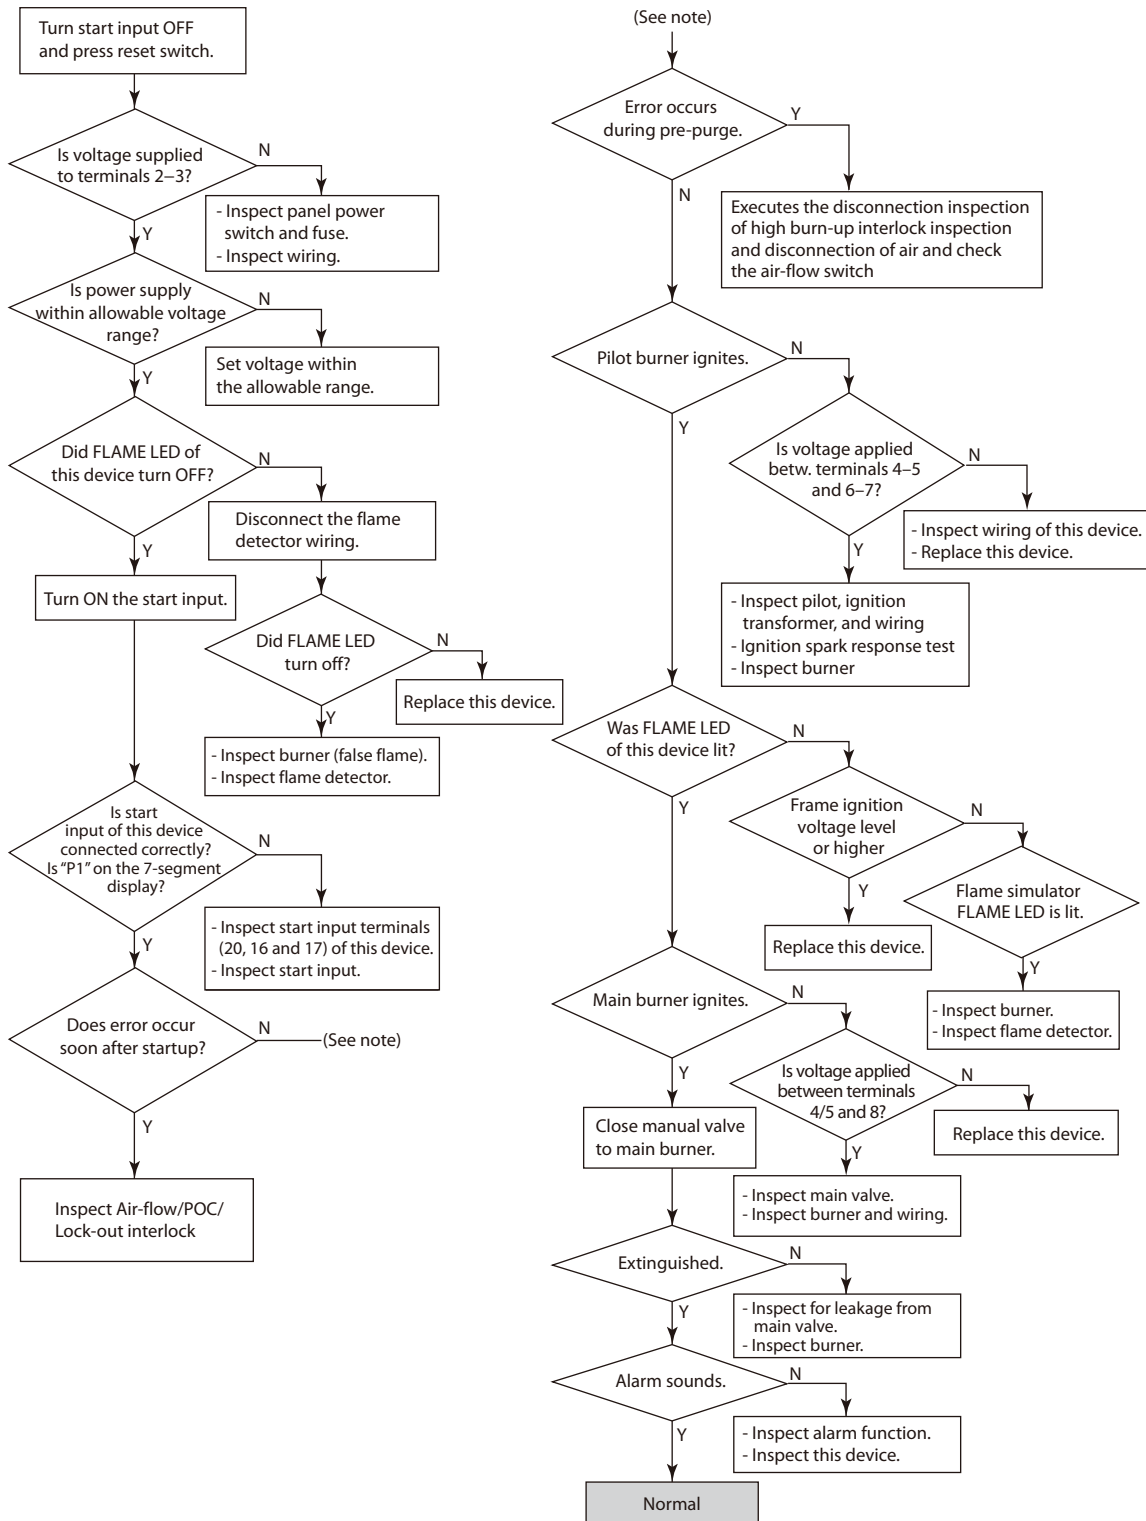 Turn start input OFF
and press reset switch.
Is voltage supplied
to terminals 2–3?
N
- Inspect panel power
switch and fuse.
- Inspect wiring.
Y
Is power supply
within allowable voltage
range?
N
Set voltage within
the allowable range.
Y
Did FLAME LED of
this device turn OFF?
N
Disconnect the flame
detector wiring.
Y
Turn ON the start input.
Did FLAME LED
turn off?
N
Replace this device.
Y
- Inspect burner (false flame).
- Inspect flame detector.
Is start
input of this device
connected correctly?
Is “P1” on the 7-segment
display?
N
- Inspect start input terminals
(20, 16 and 17) of this device.
- Inspect start input.
Y
Does error occur
soon after startup?
N
(See note)
Y
Inspect Air-flow/POC/
Lock-out interlock
(See note)
Error occurs
during pre-purge.
Y
Executes the disconnection inspection
of high burn-up interlock inspection
and disconnection of air and check
the air-flow switch
N
Pilot burner ignites.
N
Is voltage applied
betw. terminals 4–5
and 6–7?
N
- Inspect wiring of this device.
- Replace this device.
Y
- Inspect pilot, ignition
transformer, and wiring
- Ignition spark response test
- Inspect burner
Y
Was FLAME LED
of this device lit?
N
Frame ignition
voltage level
or higher
N
Flame simulator
FLAME LED is lit.
Y
Replace this device.
Y
- Inspect burner.
- Inspect flame detector.
Y
Main burner ignites.
N
Is voltage applied
between terminals
4/5 and 8?
N
Replace this device.
Y
- Inspect main valve.
- Inspect burner and wiring.
Y
Close manual valve
to main burner.
Extinguished.
N
- Inspect for leakage from
main valve.
- Inspect burner.
Y
Alarm sounds.
N
- Inspect alarm function.
- Inspect this device.
Y
Normal